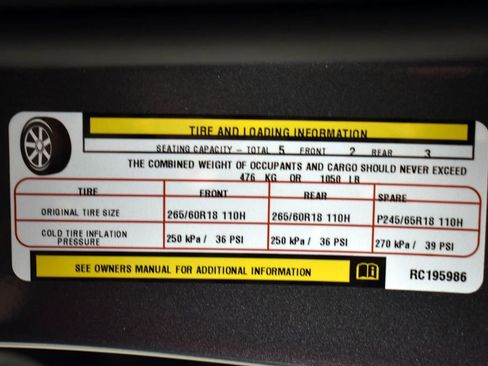 TIRE AND LOADING INFORMATION
SEATING CAPACITY - TOTAL 5 FRONT 2 REAR 3
THE COMBINED WEIGHT OF OCCUPANTS AND CARGO SHOULD NEVER EXCEED
476 KG OR 1050 LB
TIRE FRONT REAR SPARE
ORIGINAL TIRE SIZE 265/60R18 110H 265/60R18 110H P245/65R18 110H
COLD TIRE INFLATION
PRESSURE 250 kPa / 36 PSI 250 kPa / 36 PSI 270 kPa / 39 PSI
SEE OWNERS MANUAL FOR ADDITIONAL INFORMATION RC195986